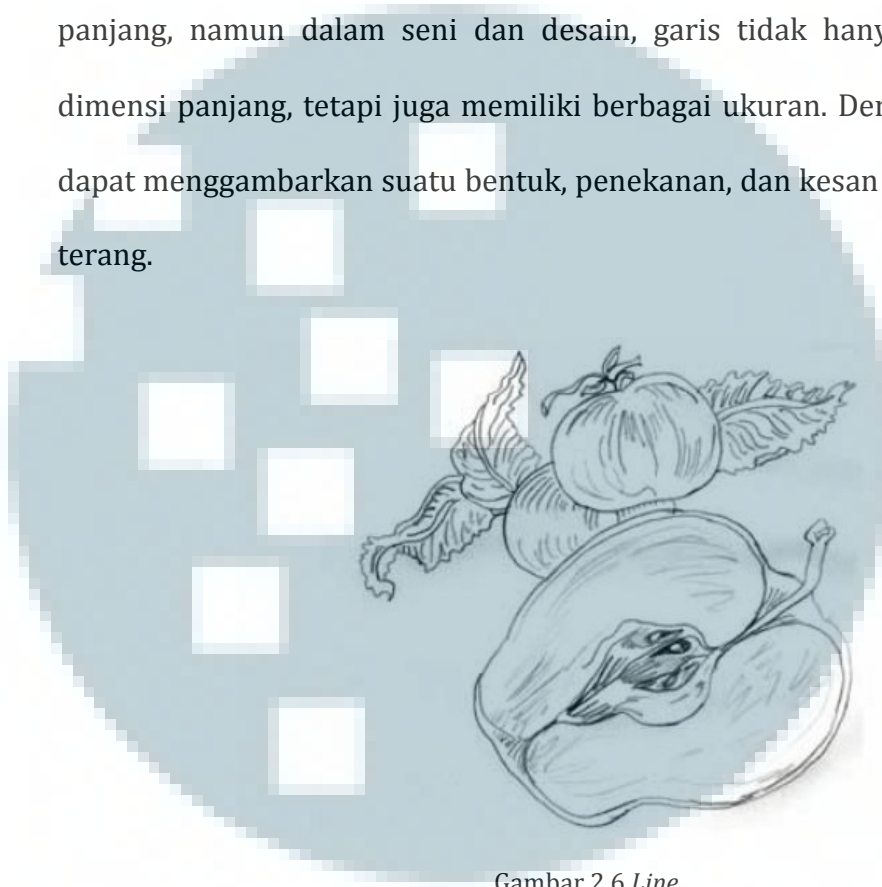 panjang, namun dalam seni dan desain, garis tidak hany
dimensi panjang, tetapi juga memiliki berbagai ukuran. Der
dapat menggambarkan suatu bentuk, penekanan, dan kesan
terang.
Gambar 2.6 Line